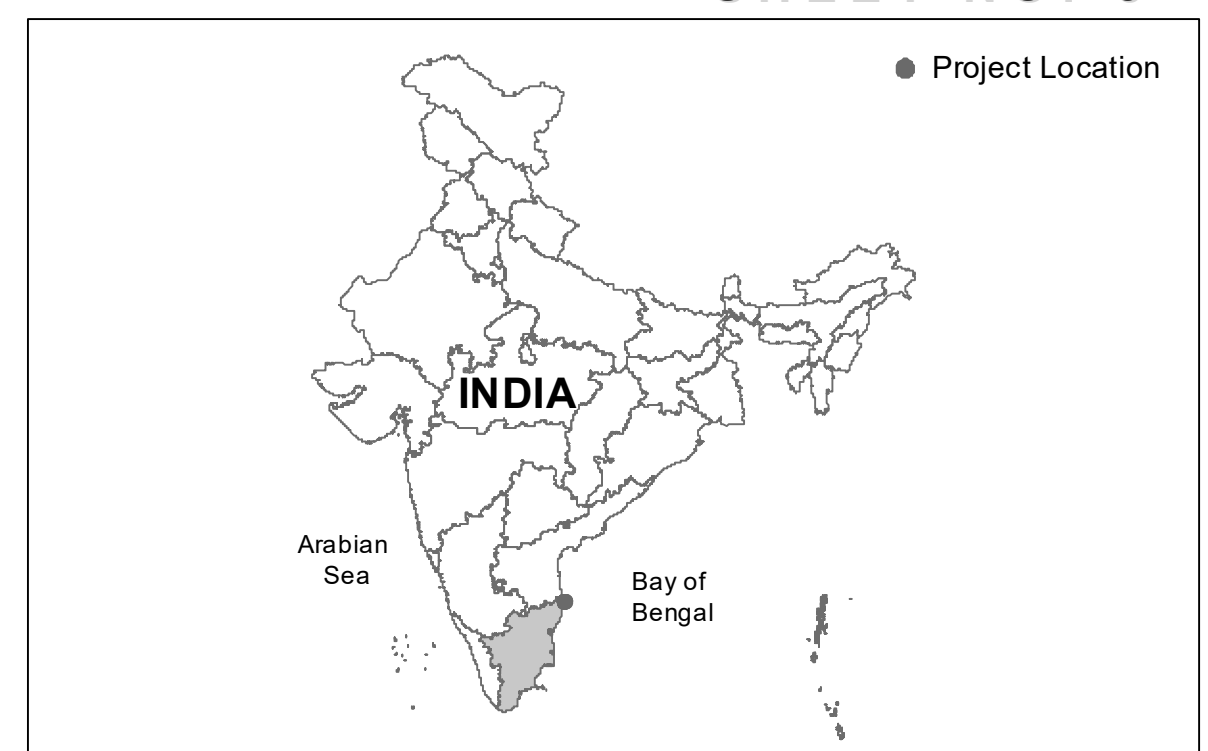 Project Location
INDIA
Arabian
Sea
Bay of
Bengal